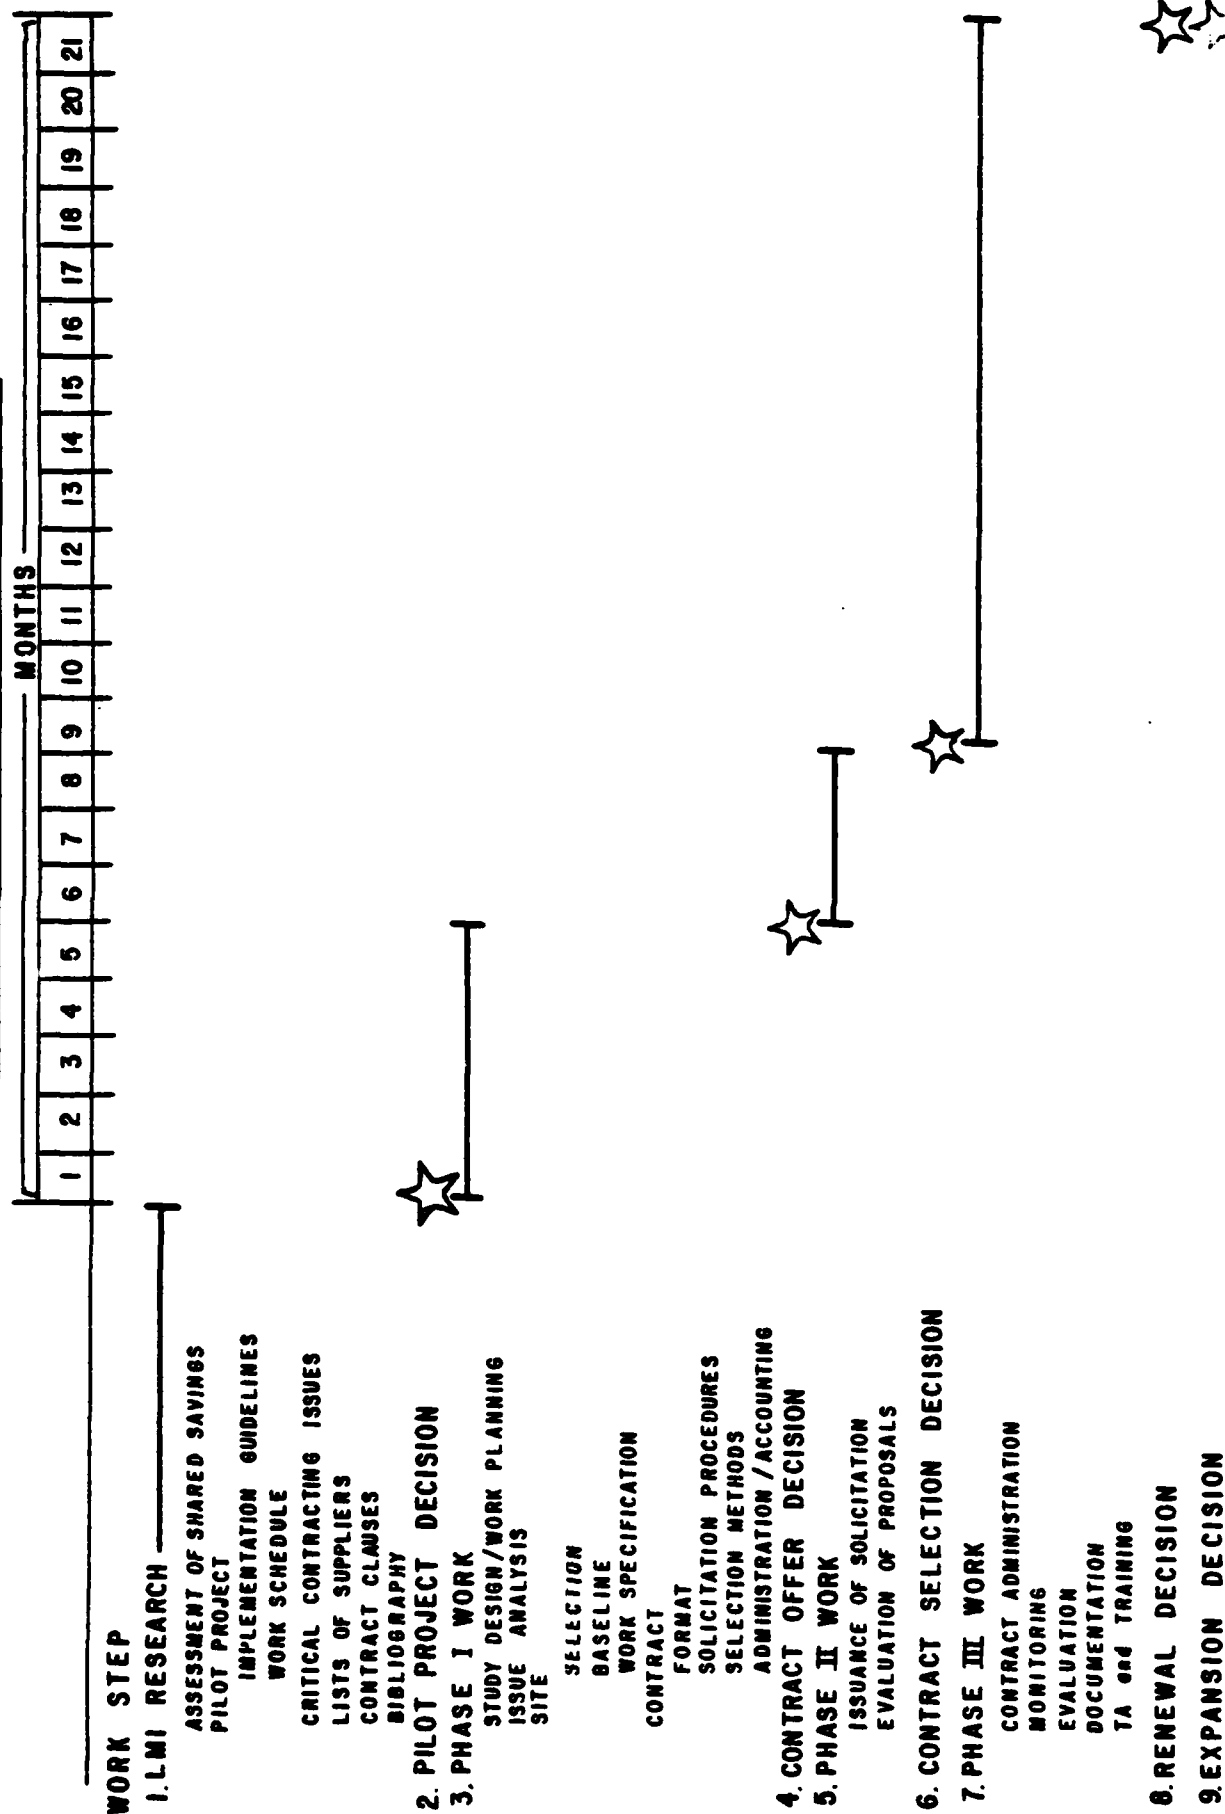 MONTHS
1 2 3 4 5 6 7 8 9 10 11 12 13 14 15 16 17 18 19 20 21
WORK STEP
1. LMI RESEARCH
ASSESSMENT OF SHARED SAVINGS
PILOT PROJECT
IMPLEMENTATION GUIDELINES
WORK SCHEDULE
CRITICAL CONTRACTING ISSUES
LISTS OF SUPPLIERS
CONTRACT CLAUSES
BIBLIOGRAPHY
2. PILOT PROJECT DECISION
3. PHASE I WORK
STUDY DESIGN/WORK PLANNING
ISSUE ANALYSIS
SITE
SELECTION
BASELINE
WORK SPECIFICATION
CONTRACT
FORMAT
SOLICITATION PROCEDURES
SELECTION METHODS
ADMINISTRATION/ACCOUNTING
4. CONTRACT OFFER DECISION
5. PHASE II WORK
ISSUANCE OF SOLICITATION
EVALUATION OF PROPOSALS
6. CONTRACT SELECTION DECISION
7. PHASE III WORK
CONTRACT ADMINISTRATION
MONITORING
EVALUATION
DOCUMENTATION
TA and TRAINING
8. RENEWAL DECISION
9. EXPANSION DECISION